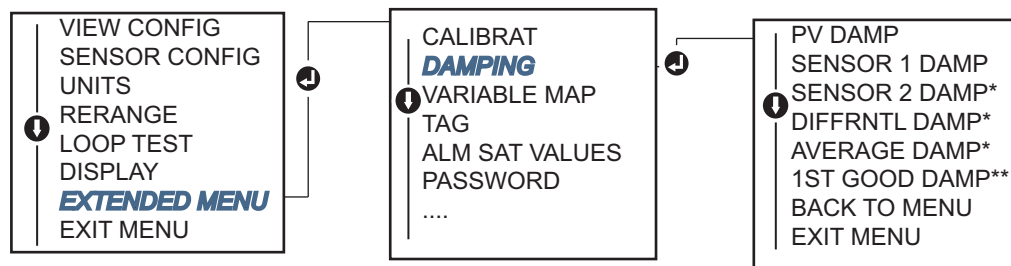 VIEW CONFIG
SENSOR CONFIG
UNITS
RERANGE
LOOP TEST
DISPLAY
EXTENDED MENU
EXIT MENU
CALIBRAT
DAMPING
VARIABLE MAP
TAG
ALM SAT VALUES
PASSWORD
....
PV DAMP
SENSOR 1 DAMP
SENSOR 2 DAMP*
DIFFRNTL DAMP*
AVERAGE DAMP*
1ST GOOD DAMP**
BACK TO MENU
EXIT MENU